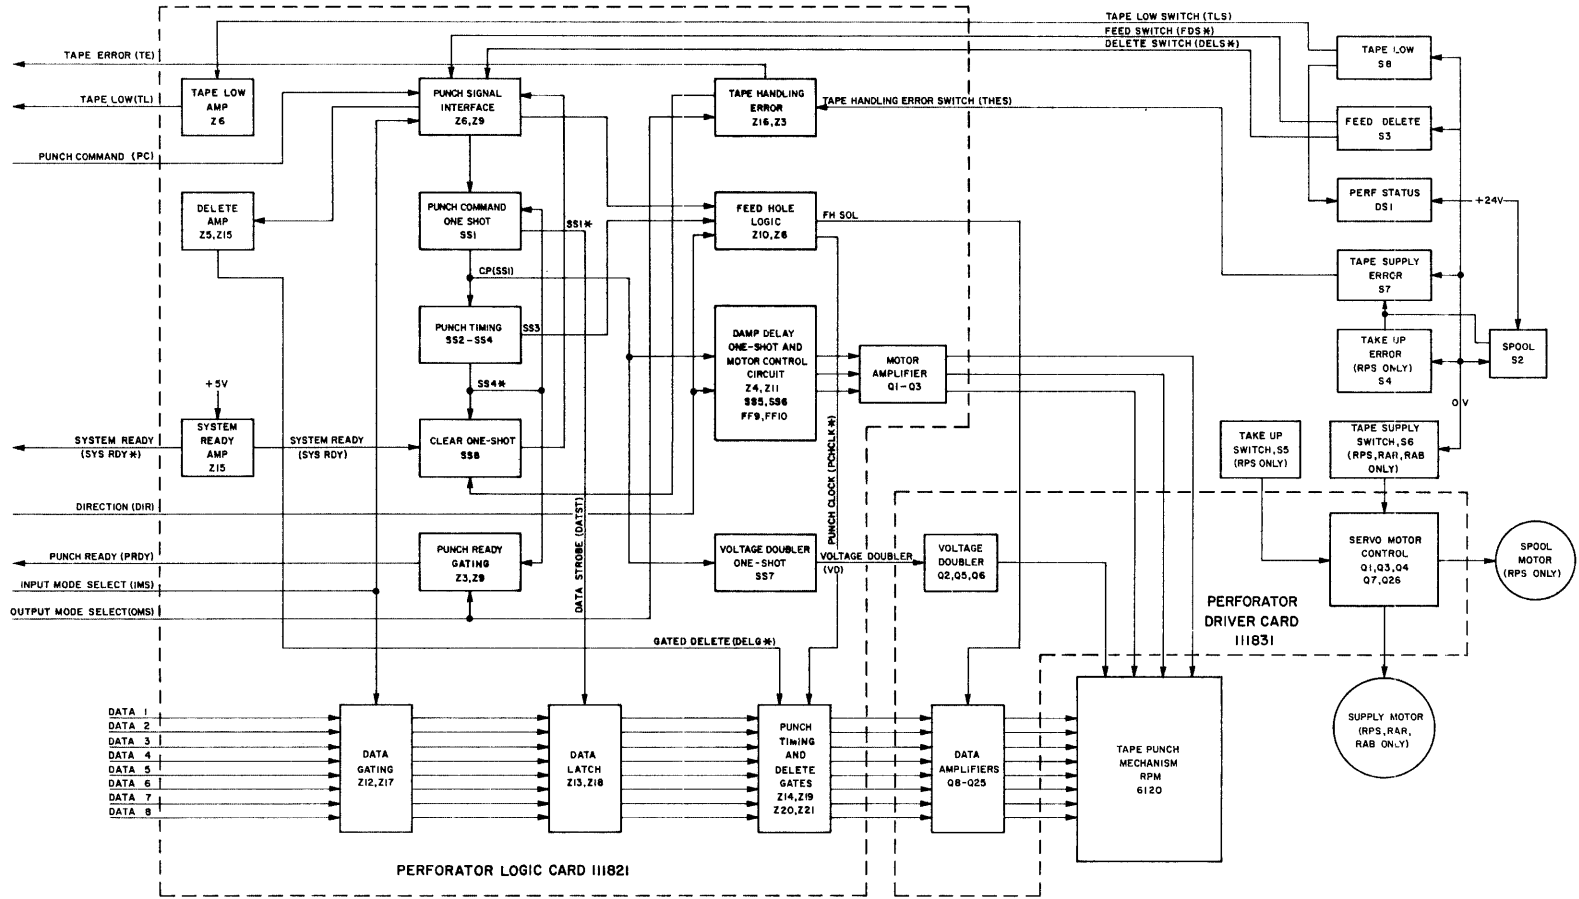 TAPE LOW SWITCH (TLS)
FEED SWITCH (FDS*)
DELETE SWITCH (DELS*)
TAPE ERROR (TE)
TAPE LOW(TL)
PUNCH COMMAND (PC)
TAPE LOW
AMP
Z6
PUNCH SIGNAL
INTERFACE
Z6,Z9
TAPE HANDLING
ERROR
Z16,Z3
TAPE HANDLING ERROR SWITCH (THES)
TAPE LOW
S8
FEED DELETE
S3
PERF STATUS
DS1
+24V
DELETE
AMP
Z5,Z15
PUNCH COMMAND
ONE SHOT
SS1
SS1*
FEED HOLE
LOGIC
Z10,Z6
FH SOL
CP(SS1)
TAPE SUPPLY
ERROR
S7
PUNCH TIMING
SS2-SS4
SS3
DAMP DELAY
ONE-SHOT AND
MOTOR CONTROL
CIRCUIT
Z4,Z11
SS5,SS6
FF9,FF10
MOTOR
AMPLIFIER
Q1-Q3
TAKE UP
ERROR
(RPS ONLY)
S4
SPOOL
S2
+5V
SS4*
0 V
SYSTEM READY
(SYS RDY*)
SYSTEM
READY
AMP
Z15
SYSTEM READY
(SYS RDY)
CLEAR ONE-SHOT
SS8
PUNCH CLOCK (PCHCLK*)
TAKE UP
SWITCH,S5
(RPS ONLY)
TAPE SUPPLY
SWITCH,S6
(RPS,RAR,RAB
ONLY)
DIRECTION (DIR)
DATA STROBE (DATST)
PUNCH READY (PRDY)
PUNCH READY
GATING
Z3,Z9
VOLTAGE DOUBLER
ONE-SHOT
SS7
VOLTAGE DOUBLER
(VD)
VOLTAGE
DOUBLER
Q2,Q5,Q6
SERVO MOTOR
CONTROL
Q1,Q3,Q4
Q7,Q26
SPOOL
MOTOR
(RPS ONLY)
INPUT MODE SELECT (IMS)
OUTPUT MODE SELECT(OMS)
PERFORATOR
DRIVER CARD
111831
GATED DELETE (DELG*)
DATA 1
DATA 2
DATA 3
DATA 4
DATA 5
DATA 6
DATA 7
DATA 8
DATA
GATING
Z12,Z17
DATA
LATCH
Z13,Z18
PUNCH
TIMING
AND
DELETE
GATES
Z14,Z19
Z20,Z21
DATA
AMPLIFIERS
Q8-Q25
TAPE PUNCH
MECHANISM
RPM
6120
SUPPLY MOTOR
(RPS,RAR,
RAB ONLY)
PERFORATOR LOGIC CARD 111821